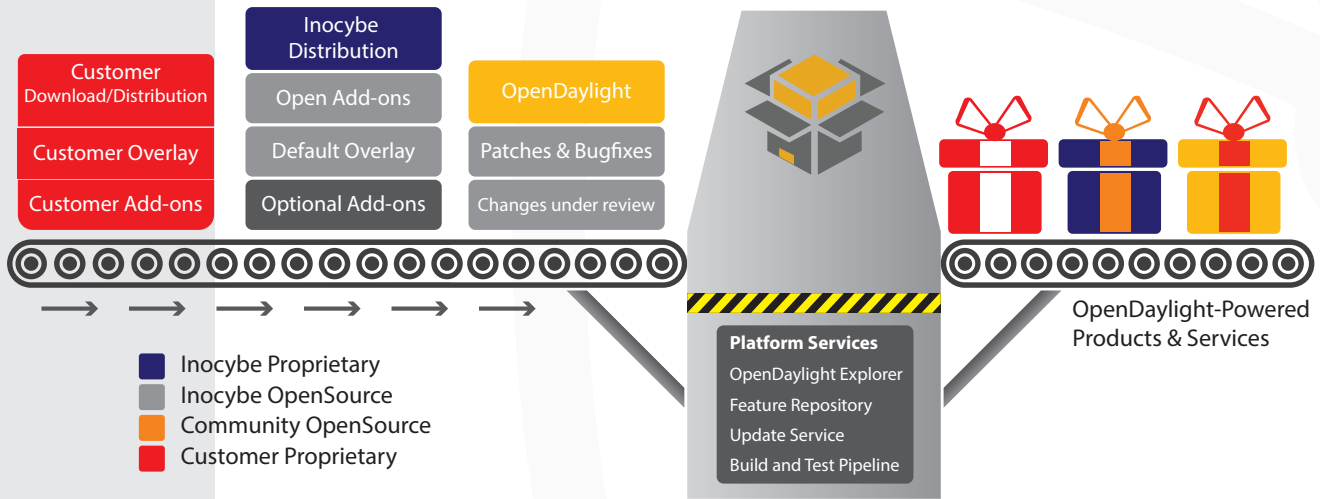 Customer
Download/Distribution
Customer Overlay
Customer Add-ons
Inocybe
Distribution
Open Add-ons
Default Overlay
Optional Add-ons
OpenDaylight
Patches & Bugfixes
Changes under review
Inocybe Proprietary
Inocybe OpenSource
Community OpenSource
Customer Proprietary
Platform Services
OpenDaylight Explorer
Feature Repository
Update Service
Build and Test Pipeline
OpenDaylight-Powered
Products & Services